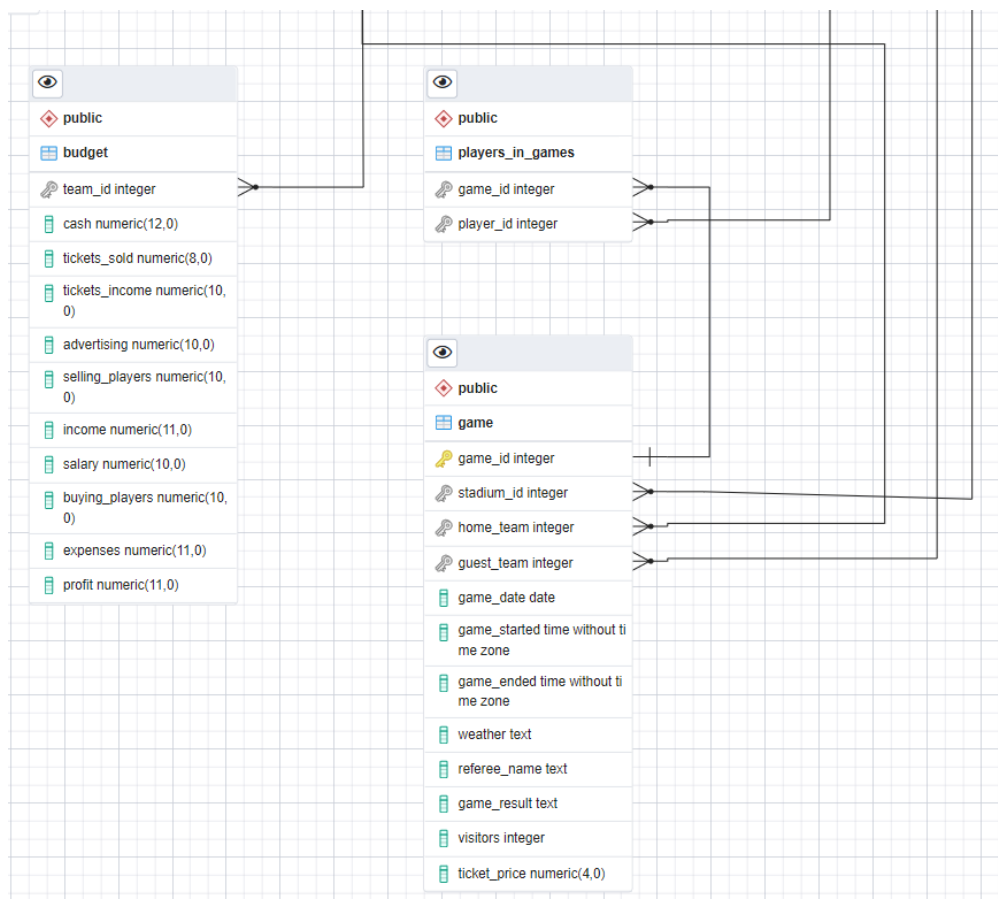 public
budget
team_id integer
cash numeric(12,0)
tickets_sold numeric(8,0)
tickets_income numeric(10,
0)
advertising numeric(10,0)
selling_players numeric(10,
0)
income numeric(11,0)
salary numeric(10,0)
buying_players numeric(10,
0)
expenses numeric(11,0)
profit numeric(11,0)
public
players_in_games
game_id integer
player_id integer
public
game
game_id integer
stadium_id integer
home_team integer
guest_team integer
game_date date
game_started time without ti
me zone
game_ended time without ti
me zone
weather text
referee_name text
game_result text
visitors integer
ticket_price numeric(4,0)